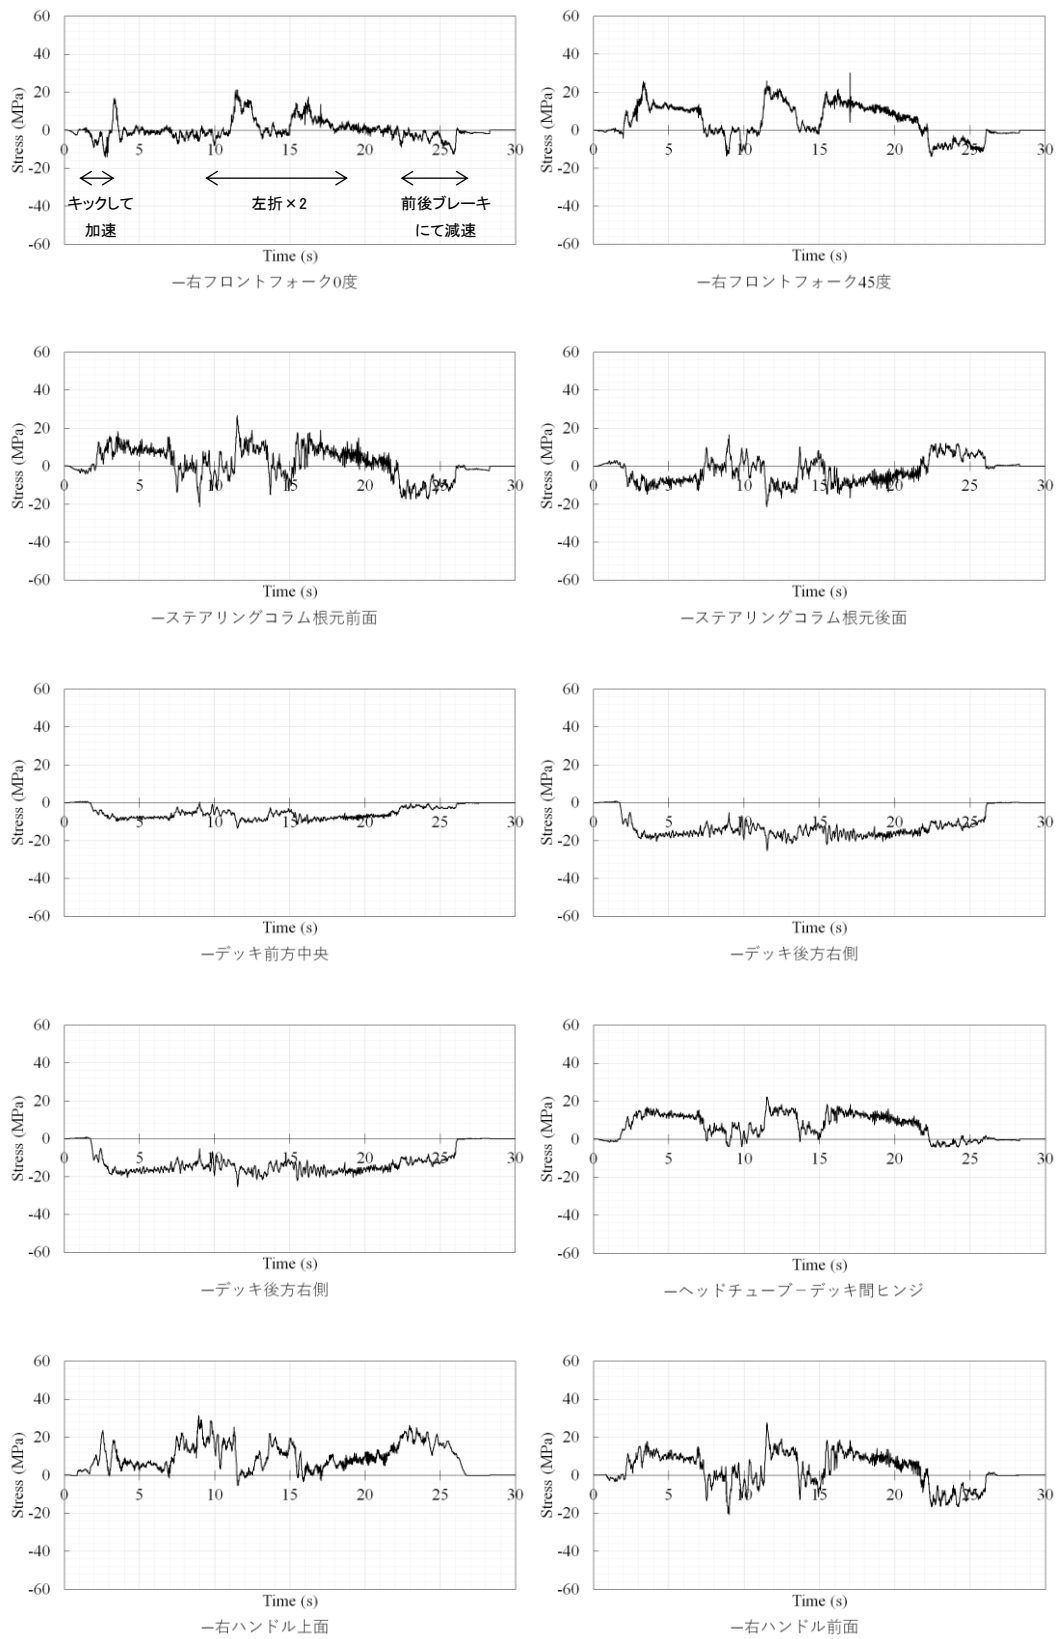 60
40
20
0
-20
-40
-60
Stress (MPa)
0 5 10 15 20 25 30
キックして
加速
左折×2
前後ブレーキ
にて減速
Time (s)
ー右フロントフォーク0度
60
40
20
0
-20
-40
-60
Stress (MPa)
0 5 10 15 20 25 30
Time (s)
ー右フロントフォーク45度
60
40
20
0
-20
-40
-60
Stress (MPa)
0 5 10 15 20 25 30
Time (s)
ーステアリングコラム根元前面
60
40
20
0
-20
-40
-60
Stress (MPa)
0 5 10 15 20 25 30
Time (s)
ーステアリングコラム根元後面
60
40
20
0
-20
-40
-60
Stress (MPa)
0 5 10 15 20 25 30
Time (s)
ーデッキ前方中央
60
40
20
0
-20
-40
-60
Stress (MPa)
0 5 10 15 20 25 30
Time (s)
ーデッキ後方右側
60
40
20
0
-20
-40
-60
Stress (MPa)
0 5 10 15 20 25 30
Time (s)
ーデッキ後方右側
60
40
20
0
-20
-40
-60
Stress (MPa)
0 5 10 15 20 25 30
Time (s)
ーヘッドチューブ－デッキ間ヒンジ
60
40
20
0
-20
-40
-60
Stress (MPa)
0 5 10 15 20 25 30
Time (s)
ー右ハンドル上面
60
40
20
0
-20
-40
-60
Stress (MPa)
0 5 10 15 20 25 30
Time (s)
ー右ハンドル前面